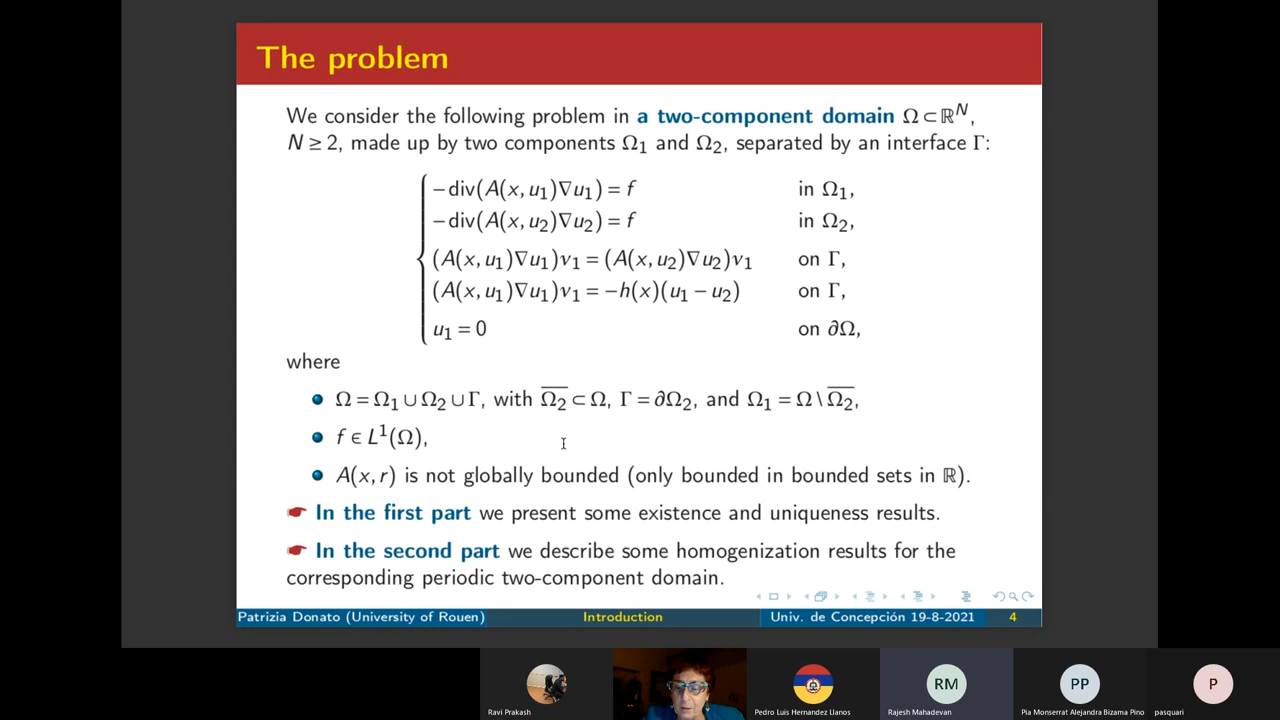 The problem
We consider the following problem in a two-component domain Ω ⊂ ℝ^N,
N ≥ 2, made up by two components Ω₁ and Ω₂, separated by an interface Γ:
−div(A(x, u₁)∇u₁) = f in Ω₁,
−div(A(x, u₂)∇u₂) = f in Ω₂,
(A(x, u₁)∇u₁)ν₁ = (A(x, u₂)∇u₂)ν₁ on Γ,
(A(x, u₁)∇u₁)ν₁ = −h(x)(u₁ − u₂) on Γ,
u₁ = 0 on ∂Ω,
where
Ω = Ω₁ ∪ Ω₂ ∪ Γ, with \overline{Ω₂} ⊂ Ω, Γ = ∂Ω₂, and Ω₁ = Ω \ \overline{Ω₂},
f ∈ L¹(Ω),
A(x, r) is not globally bounded (only bounded in bounded sets in ℝ).
In the first part we present some existence and uniqueness results.
In the second part we describe some homogenization results for the
corresponding periodic two-component domain.
Patrizia Donato (University of Rouen) Introduction Univ. de Concepción 19-8-2021 4
RM PP P
Ravi Prakash Pedro Luis Hernandez Llanos Rajesh Mahadevan Pia Monserrat Alejandra Bizama Pino pasquari